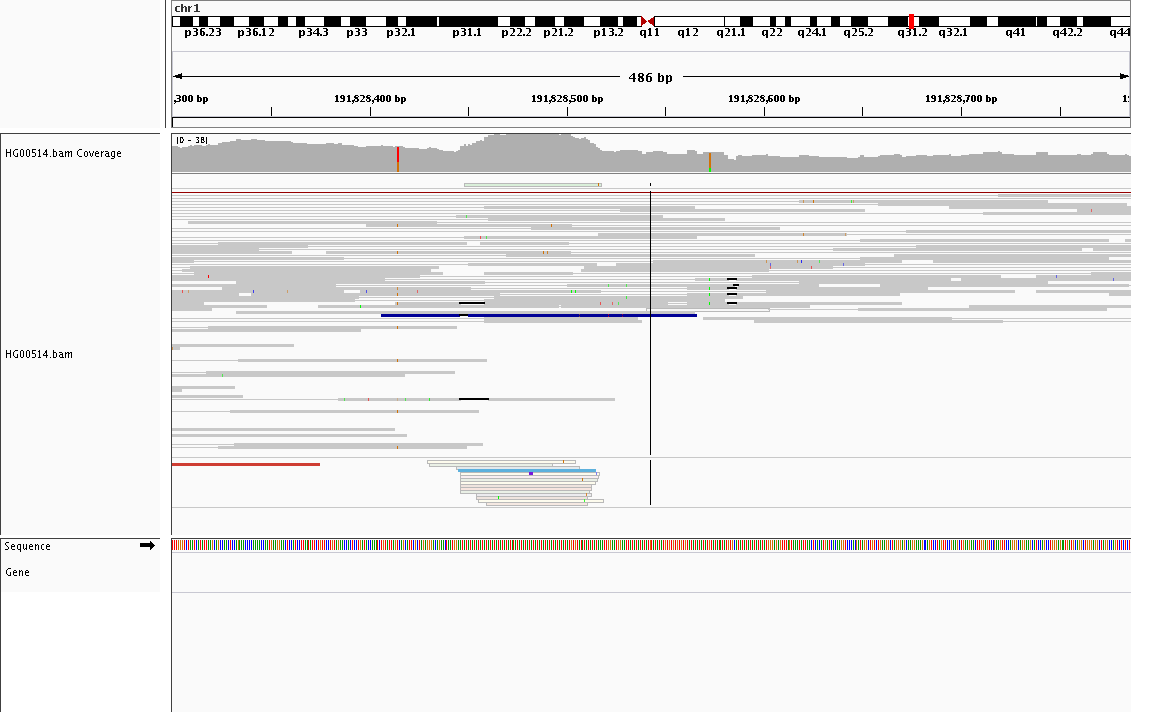 chr1
p36.23 p36.12 p34.3 p33 p32.1 p31.1 p22.2 p21.2 p13.2 q11 q12 q21.1 q22 q24.1 q25.2 q31.2 q32.1 q41 q42.2 q44
486 bp
,300 bp 191,828,400 bp 191,828,500 bp 191,828,600 bp 191,828,700 bp 19
HG00514.bam Coverage
[0 - 38]
HG00514.bam
Sequence
Gene